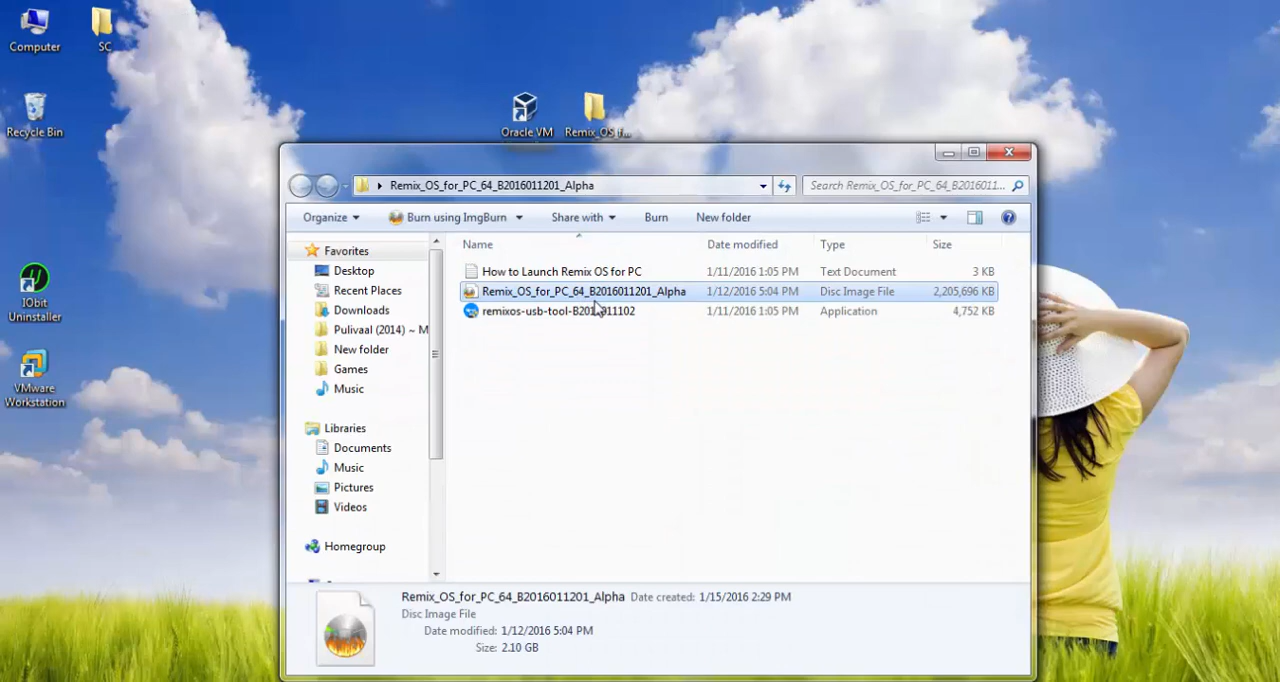 Computer
SC
Recycle Bin
Oracle VM
Remix_OS_f...
IObit
Uninstaller
VMware
Workstation
Remix_OS_for_PC_64_B2016011201_Alpha
Search Remix_OS_for_PC_64_B216011...
Organize
Burn using ImgBurn
Share with
Burn
New folder
Favorites
Desktop
Recent Places
Downloads
Pulivaal (2014) ~ M
New folder
Games
Music
Libraries
Documents
Music
Pictures
Videos
Homegroup
Name
Date modified
Type
Size
How to Launch Remix OS for PC
1/11/2016 1:05 PM
Text Document
3 KB
Remix_OS_for_PC_64_B2016011201_Alpha
1/12/2016 5:04 PM
Disc Image File
2,205,696 KB
1/11/2016 1:05 PM
Application
4,752 KB
Remix_OS_for_PC_64_B2016011201_Alpha
Date created: 1/15/2016 2:29 PM
Disc Image File
Date modified: 1/12/2016 5:04 PM
Size: 2.10 GB